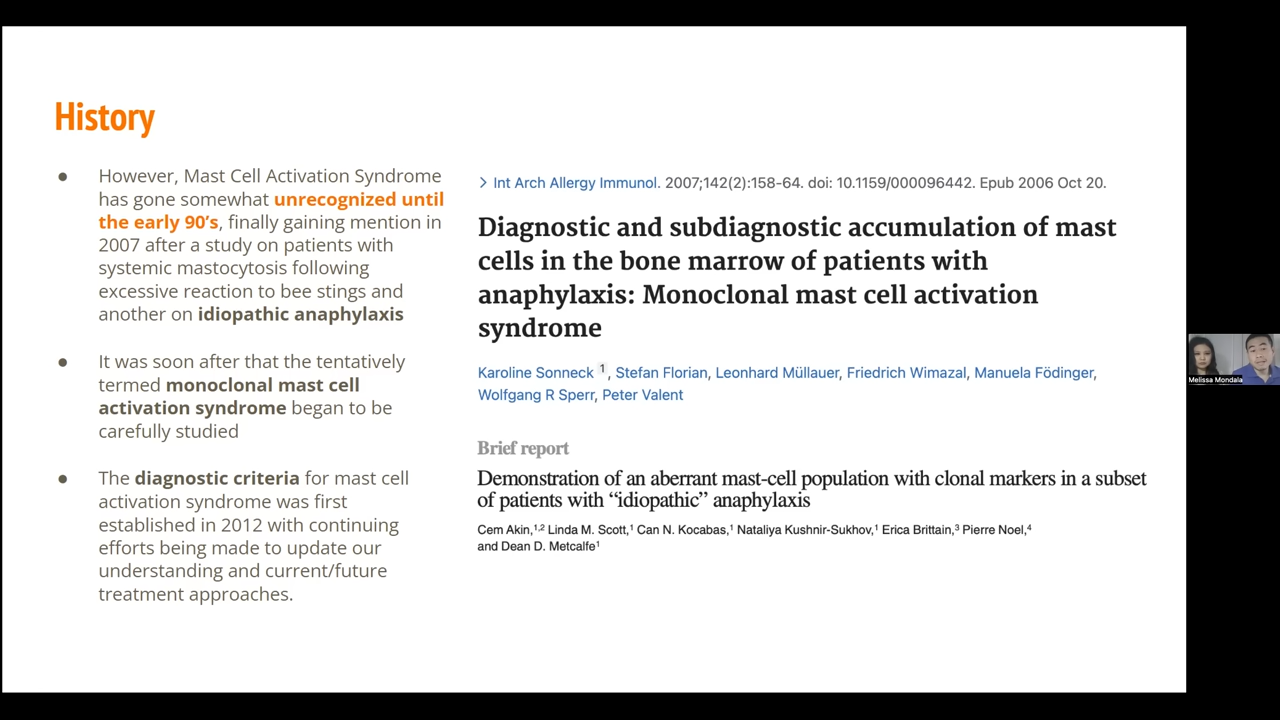 History
● However, Mast Cell Activation Syndrome
has gone somewhat unrecognized until
the early 90's, finally gaining mention in
2007 after a study on patients with
systemic mastocytosis following
excessive reaction to bee stings and
another on idiopathic anaphylaxis
● It was soon after that the tentatively
termed monoclonal mast cell
activation syndrome began to be
carefully studied
● The diagnostic criteria for mast cell
activation syndrome was first
established in 2012 with continuing
efforts being made to update our
understanding and current/future
treatment approaches.
> Int Arch Allergy Immunol. 2007;142(2):158-64. doi: 10.1159/000096442. Epub 2006 Oct 20.
Diagnostic and subdiagnostic accumulation of mast
cells in the bone marrow of patients with
anaphylaxis: Monoclonal mast cell activation
syndrome
Karoline Sonneck 1, Stefan Florian, Leonhard Müllauer, Friedrich Wimazal, Manuela Födinger,
Wolfgang R Sperr, Peter Valent
Brief report
Demonstration of an aberrant mast-cell population with clonal markers in a subset
of patients with “idiopathic” anaphylaxis
Cem Akin,1,2 Linda M. Scott,1 Can N. Kocabas,1 Nataliya Kushnir-Sukhov,1 Erica Brittain,3 Pierre Noel,4
and Dean D. Metcalfe1
Melissa Mondala